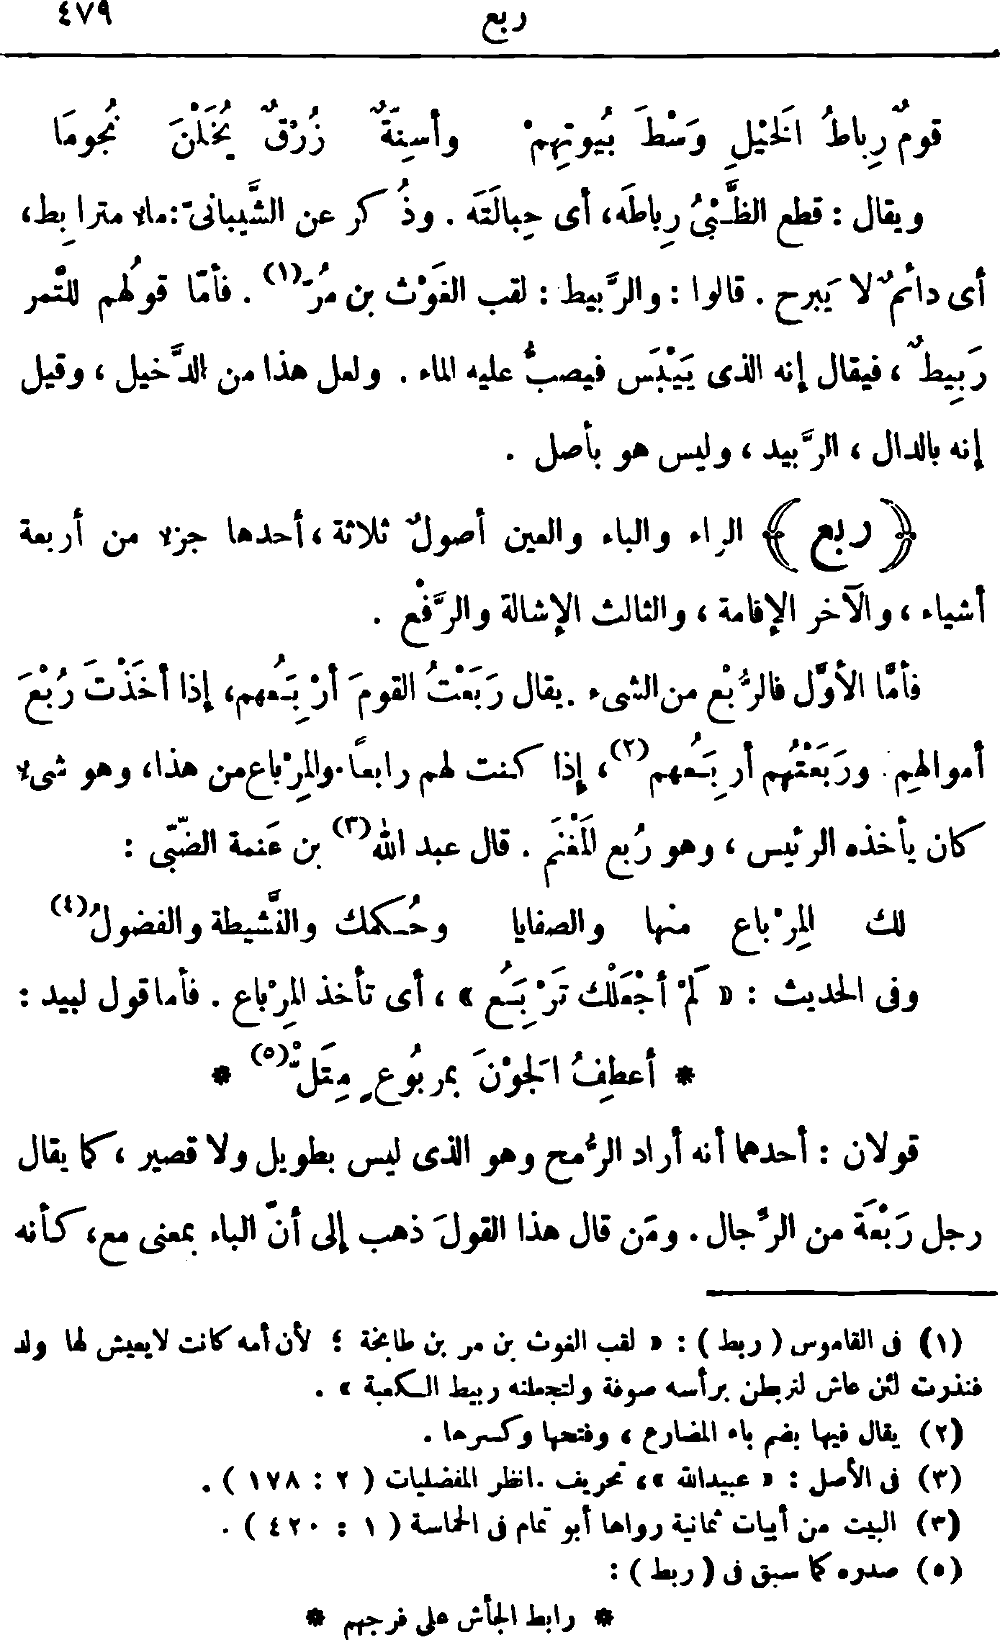 ربع ٤٧٩
قومٌ رِباطُ الخَيْلِ وَسْطَ بُيوتِهِمْ وأسِنَةٌ زُرْقٌ يُخَلْنَ نُجومَا
ويقال : قطع الظَّبْىُ رِباطَه، أى حِبالَتَه . وذُكر عن الشَّيبانىّ: ماء مترابِط،
أى دائمٌ لا يَبرح . قالوا : والرَّبيط : لقب الغَوْث بن مُرّ(١) . فأمّا قولُهم للتَّمر
رَبِيطٌ ، فيقال إنه الذى يَيْبَس فيصبُّ عليه الماء . ولعل هذا من الدَّخيل ، وقيل
إنه بالدال ، الرَّبيد ، وليس هو بأصل .
﴿ ربع ﴾ الراء والباء والعين أصولٌ ثلاثة ، أحدها جزء من أربعة
أشياء ، والآخر الإقامة ، والثالث الإشالة والرَّفْع .
فأمَّا الأوّل فالرُّبْع من الشىء . يقال رَبَعْتُ القومَ أرْبَعُهم، إذا أخَذْتَ رُبْعَ
أموالهِم . ورَبَعْتُهم أربَعُهم(٢) ، إذا كنت لهم رابعاً. والمِرْباع من هذا، وهو شىء
كان يأخذه الرئيس ، وهو رُبع المَغْنَم . قال عبد الله(٣) بن عَنمة الضّبّى :
لك المِرْباع منها والصفايا وحُكمك والنَّشيطة والفضولُ(٤)
وفى الحديث : « لَمْ أجْعَلْك تَرْبَعُ » ، أى تأخذ المِرْباع . فأما قول لبيد :
* أعطِفُ الجَوْنَ بمربُوعٍ مِتَلّْ(٥) *
قولان : أحدهما أنه أراد الرُّمح وهو الذى ليس بطويل ولا قصير ، كما يقال
رجل رَبْعَة من الرِّجال . ومَن قال هذا القولَ ذهب إلى أنّ الباء بمعنى مع، كأنه
(١) فى القاموس ( ربط ) : « لقب الغوث بن مر بن طابخة ؛ لأن أمه كانت لايعيش لها ولد
فنذرت لئن عاش لتربطن برأسه صوفة ولتجعلنه ربيط الكعبة » .
(٢) يقال فيها بضم باء المضارع ، وفتحها وكسرها .
(٣) فى الأصل : « عبيدالله »، تحريف . انظر المفضليات ( ٢ : ١٧٨ ) .
(٣) البيت من أبيات ثمانية رواها أبو تمام فى الحماسة ( ١ : ٤٢٠ ) .
(٥) صدره كما سبق فى ( ربط ) :
* رابط الجأش على فرجهم *